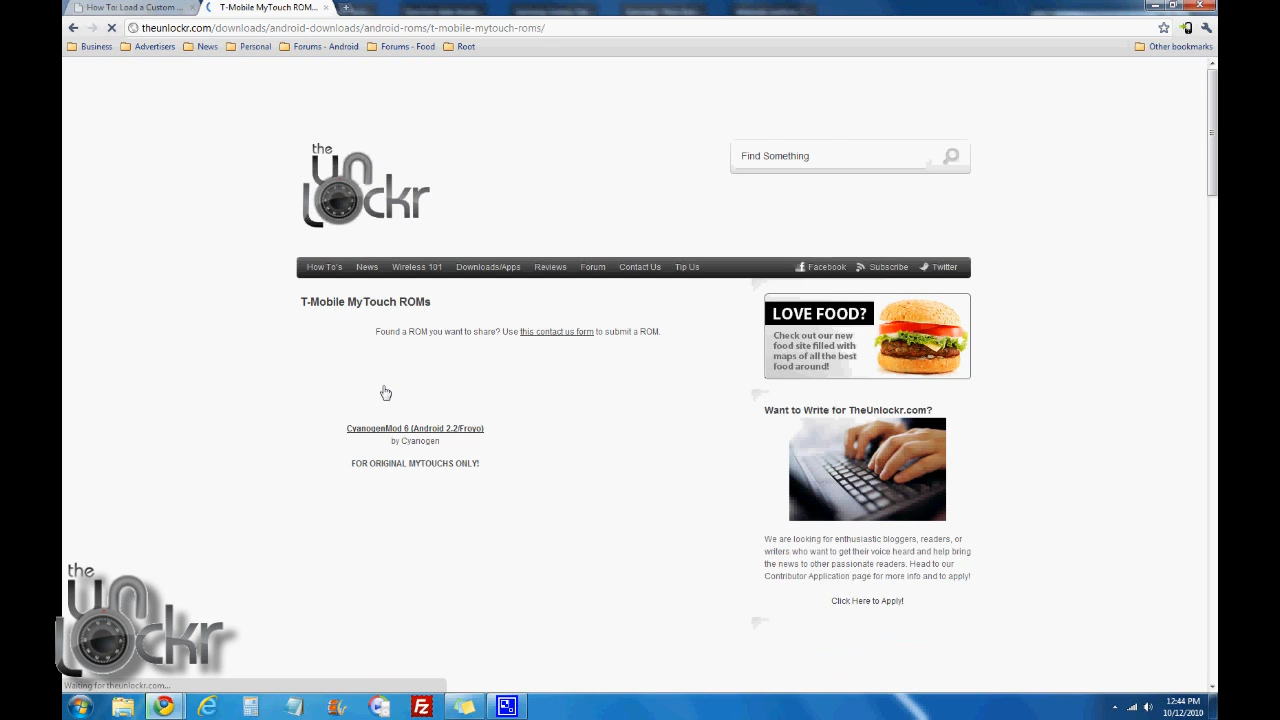 How To: Load a Custom ...
T-Mobile MyTouch ROM...
theunlockr.com/downloads/android-downloads/android-roms/t-mobile-mytouch-roms/
Business
Advertisers
News
Personal
Forums - Android
Forums - Food
Root
Other bookmarks
the
UN
Lockr
Find Something
How To's
News
Wireless 101
Downloads/Apps
Reviews
Forum
Contact Us
Tip Us
Facebook
Subscribe
Twitter
T-Mobile MyTouch ROMs
Found a ROM you want to share? Use this contact us form to submit a ROM.
CyanogenMod 6 (Android 2.2/Froyo)
by Cyanogen
FOR ORIGINAL MYTOUCHS ONLY!
LOVE FOOD?
Check out our new
food site filled with
maps of all the best
food around!
Want to Write for TheUnlockr.com?
We are looking for enthusiastic bloggers, readers, or
writers who want to get their voice heard and help bring
the news to other passionate readers. Head to our
Contributor Application page for more info and to apply!
Click Here to Apply!
the
UN
Lockr
Waiting for theunlockr.com...
Fz
12:44 PM
10/12/2010